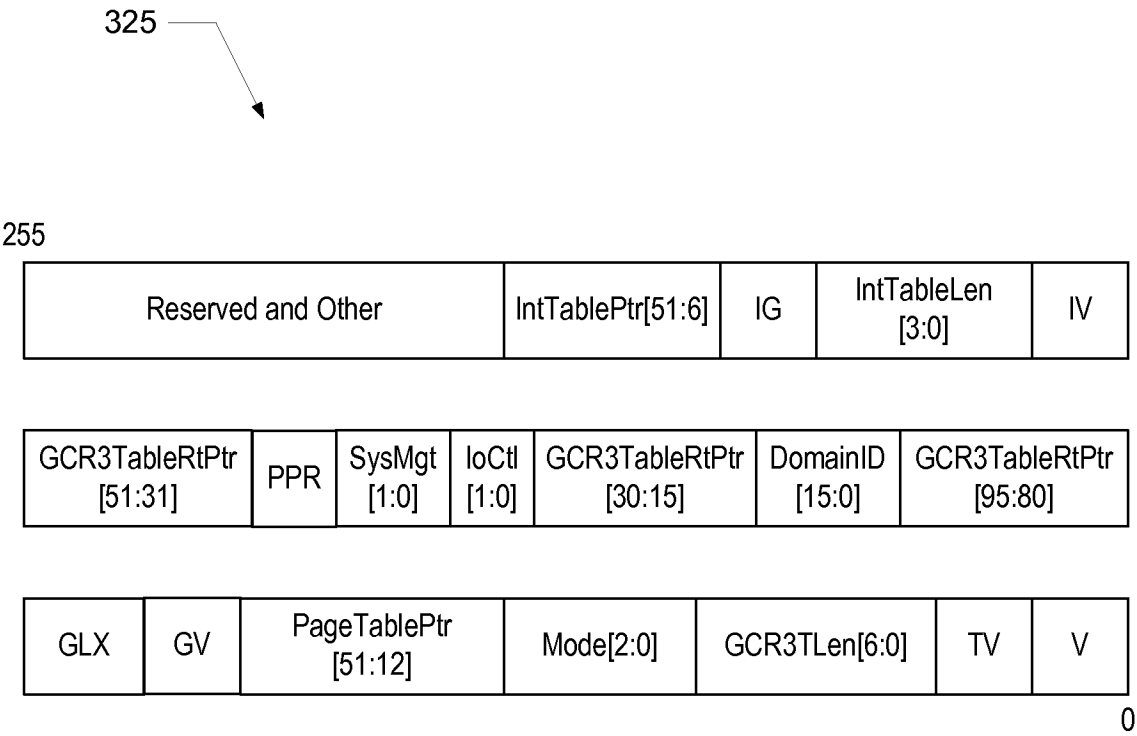 325
255
Reserved and Other IntTablePtr[51:6] IG IntTableLen IV
[3:0]
GCR3TableRtPtr PPR SysMgt IoCtl GCR3TableRtPtr DomainID GCR3TableRtPtr
[51:31] [1:0] [1:0] [30:15] [15:0] [95:80]
GLX GV PageTablePtr Mode[2:0] GCR3TLen[6:0] TV V
[51:12]
0